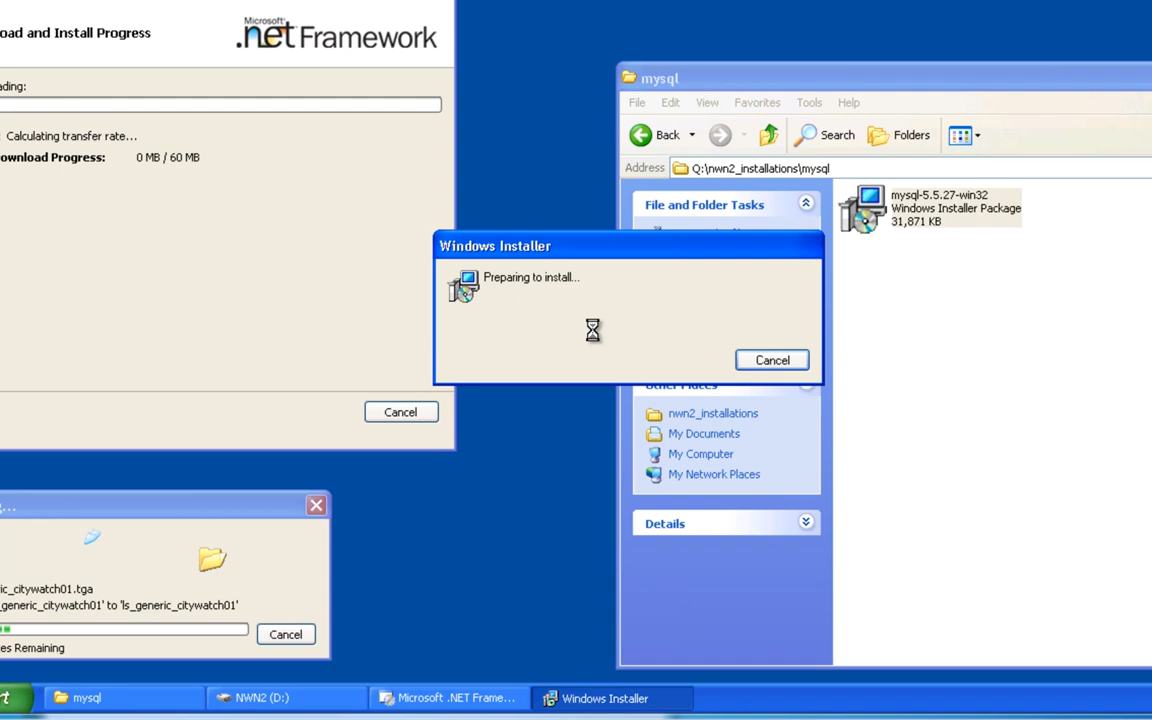 oad and Install Progress
Microsoft®
.net Framework
ding:
: Calculating transfer rate...
ownload Progress: 0 MB / 60 MB
Cancel
mysql
File Edit View Favorites Tools Help
Back Search Folders
Address Q:\nwn2_installations\mysql
File and Folder Tasks
mysql-5.5.27-win32
Windows Installer Package
31,871 KB
Windows Installer
Preparing to install...
Cancel
Other Places
nwn2_installations
My Documents
My Computer
My Network Places
Details
g...
ic_citywatch01.tga
_generic_citywatch01' to 'ls_generic_citywatch01'
Cancel
es Remaining
rt mysql NWN2 (D:) Microsoft .NET Frame... Windows Installer